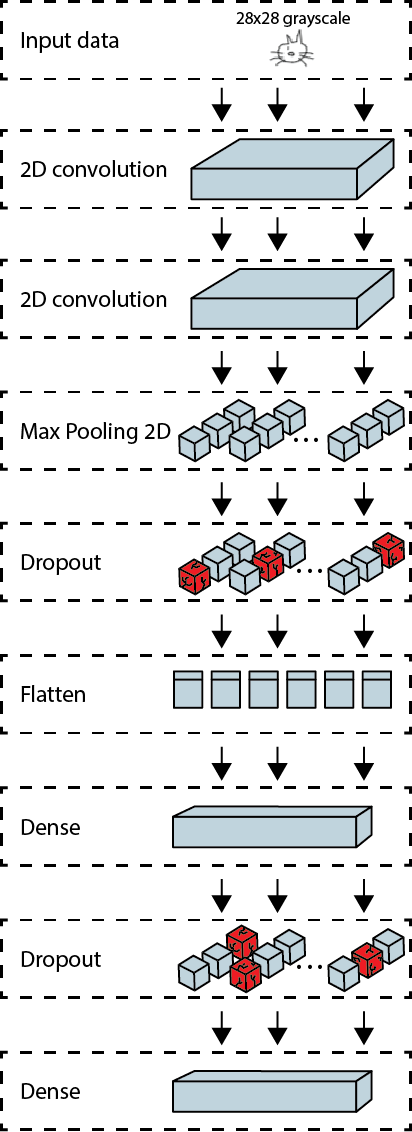 28x28 grayscale
Input data
2D convolution
2D convolution
Max Pooling 2D
...
Dropout
...
Flatten
Dense
Dropout
...
Dense